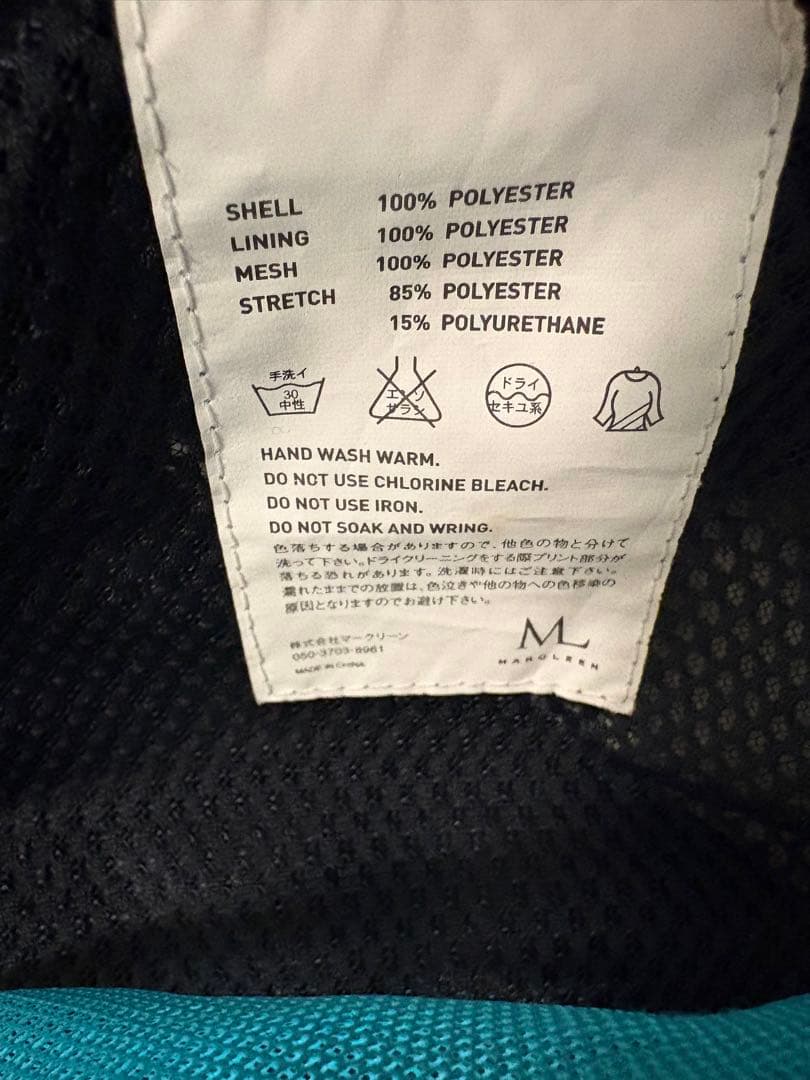 SHELL 100% POLYESTER
LINING 100% POLYESTER
MESH 100% POLYESTER
STRETCH 85% POLYESTER
15% POLYURETHANE
手洗イ
30
中性
エンソ
サラシ
ドライ
セキユ系
HAND WASH WARM.
DO NOT USE CHLORINE BLEACH.
DO NOT USE IRON.
DO NOT SOAK AND WRING.
色落ちする場合がありますので、他色の物と分けて
洗って下さい。ドライクリーニングをする際プリント部分が
落ちる恐れがあります。洗濯時にはご注意下さい。
濡れたままでの放置は、色泣きや他の物への色移染の
原因となりますのでお避け下さい。
株式会社マークリーン
050-3703-8961
MADE IN CHINA
ML
MARQLEEN